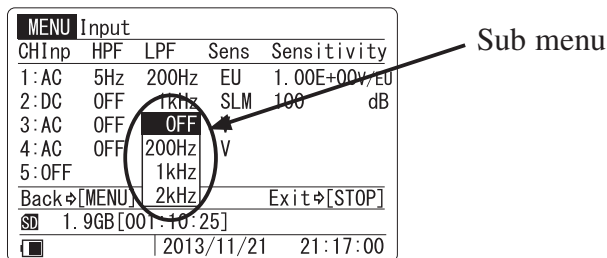 MENU Input
Sub menu
CHInp HPF LPF Sens Sensitivity
1:AC 5Hz 200Hz EU 1.00E+00V/EU
2:DC OFF 1kHz SLM 100 dB
3:AC OFF OFF
4:AC OFF 200Hz V
5:OFF 1kHz
Back⇨[MENU] 2kHz Exit⇨[STOP]
SD 1.9GB[001:10:25]
2013/11/21 21:17:00